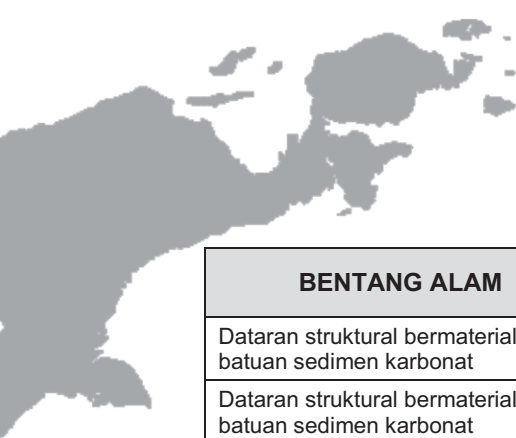 BENTANG ALAM
Dataran struktural bermaterial
batuan sedimen karbonat
Dataran struktural bermaterial
batuan sedimen karbonat